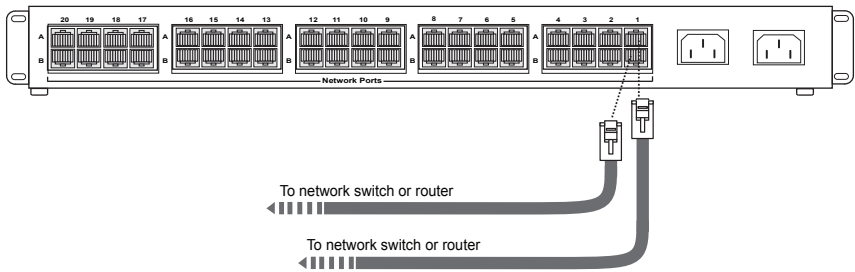 20 19 18 17 16 15 14 13 12 11 10 9 8 7 6 5 4 3 2 1
A A A A A
B B B B B
Network Ports
To network switch or router
To network switch or router